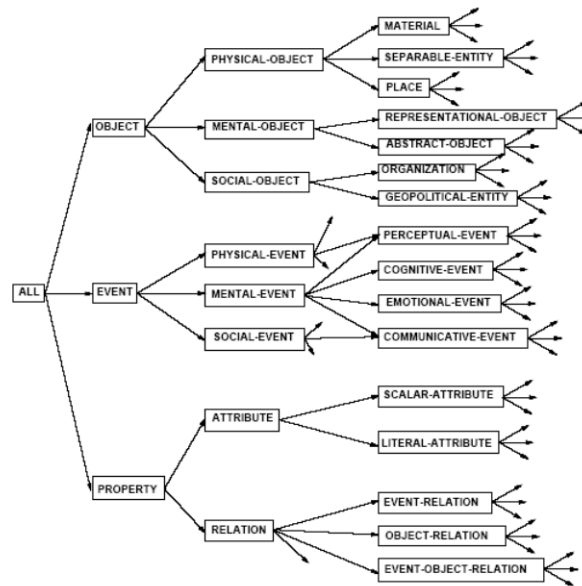 MATERIAL
PHYSICAL-OBJECT
SEPARABLE-ENTITY
PLACE
OBJECT
MENTAL-OBJECT
REPRESENTATIONAL-OBJECT
ABSTRACT-OBJECT
SOCIAL-OBJECT
ORGANIZATION
GEOPOLITICAL-ENTITY
PHYSICAL-EVENT
PERCEPTUAL-EVENT
COGNITIVE-EVENT
ALL
EVENT
MENTAL-EVENT
EMOTIONAL-EVENT
SOCIAL-EVENT
COMMUNICATIVE-EVENT
SCALAR-ATTRIBUTE
ATTRIBUTE
LITERAL-ATTRIBUTE
PROPERTY
EVENT-RELATION
RELATION
OBJECT-RELATION
EVENT-OBJECT-RELATION